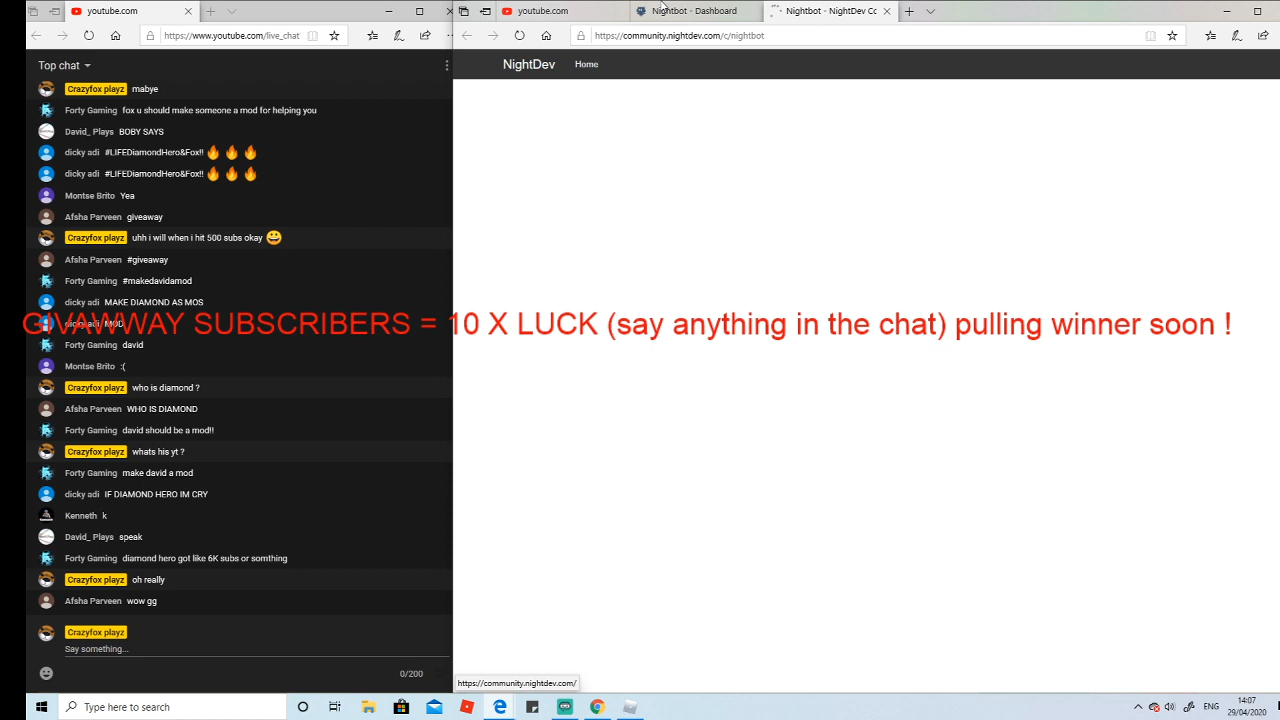 youtube.com
youtube.com
Nightbot - Dashboard
Nightbot - NightDev Co
https://www.youtube.com/live_chat
https://community.nightdev.com/c/nightbot
Top chat
NightDev
Home
Crazyfox playz mabye
Forty Gaming fox u should make someone a mod for helping you
David_ Plays BOBY SAYS
dicky adi #LIFEDiamondHero&Fox!! 🔥 🔥 🔥
dicky adi #LIFEDiamondHero&Fox!! 🔥 🔥 🔥
Montse Brito Yea
Afsha Parveen giveaway
Crazyfox playz uhh i will when i hit 500 subs okay 😀
Afsha Parveen #giveaway
Forty Gaming #makedavidamod
dicky adi MAKE DIAMOND AS MOS
dicky adi MOD
GIVAWWAY SUBSCRIBERS = 10 X LUCK (say anything in the chat) pulling winner soon !
Forty Gaming david
Montse Brito :(
Crazyfox playz who is diamond ?
Afsha Parveen WHO IS DIAMOND
Forty Gaming david should be a mod!!
Crazyfox playz whats his yt ?
Forty Gaming make david a mod
dicky adi IF DIAMOND HERO IM CRY
Kenneth k
David_ Plays speak
Forty Gaming diamond hero got like 6K subs or somthing
Crazyfox playz oh really
Afsha Parveen wow gg
Crazyfox playz
Say something...
0/200
https://community.nightdev.com/
Type here to search
ENG
14:07
29/04/2020